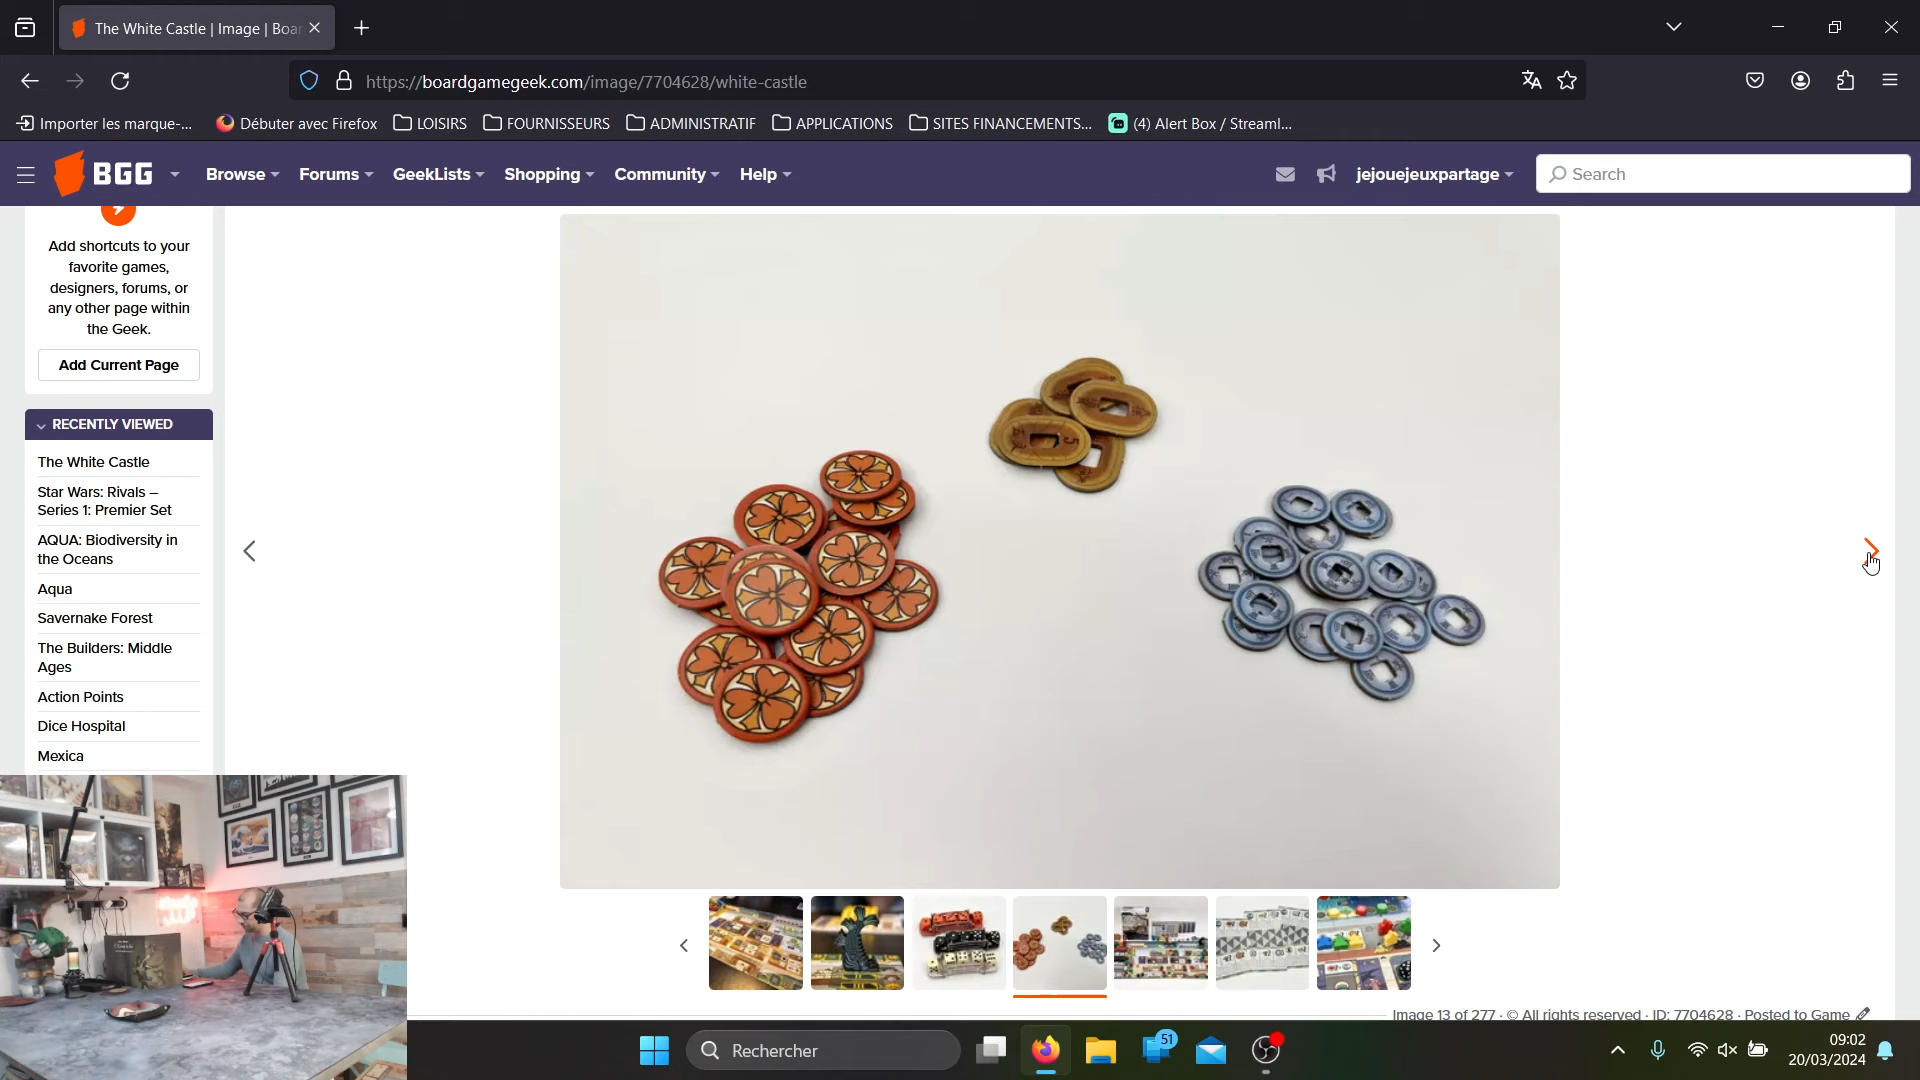 The White Castle | Image | Boar
https://boardgamegeek.com/image/7704628/white-castle
Importer les marque-...
Débuter avec Firefox
LOISIRS
FOURNISSEURS
ADMINISTRATIF
APPLICATIONS
SITES FINANCEMENTS...
(4) Alert Box / Streaml...
BGG
Browse
Forums
GeekLists
Shopping
Community
Help
jejouejeuxpartage
Search
Add shortcuts to your
favorite games,
designers, forums, or
any other page within
the Geek.
Add Current Page
RECENTLY VIEWED
The White Castle
Star Wars: Rivals –
Series 1: Premier Set
AQUA: Biodiversity in
the Oceans
Aqua
Savernake Forest
The Builders: Middle
Ages
Action Points
Dice Hospital
Mexica
5
Image 13 of 277 · © All rights reserved · ID: 7704628 · Posted to Game
Rechercher
51
09:02
20/03/2024